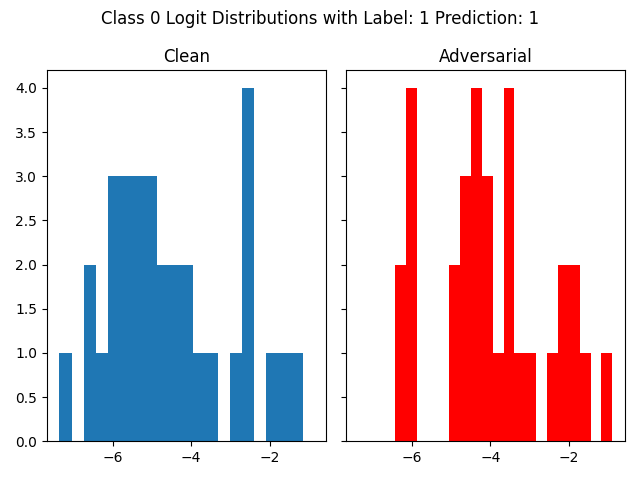 Class 0 Logit Distributions with Label: 1 Prediction: 1
Clean
Adversarial
4.0
3.5
3.0
2.5
2.0
1.5
1.0
0.5
0.0
−6 −4 −2
−6 −4 −2